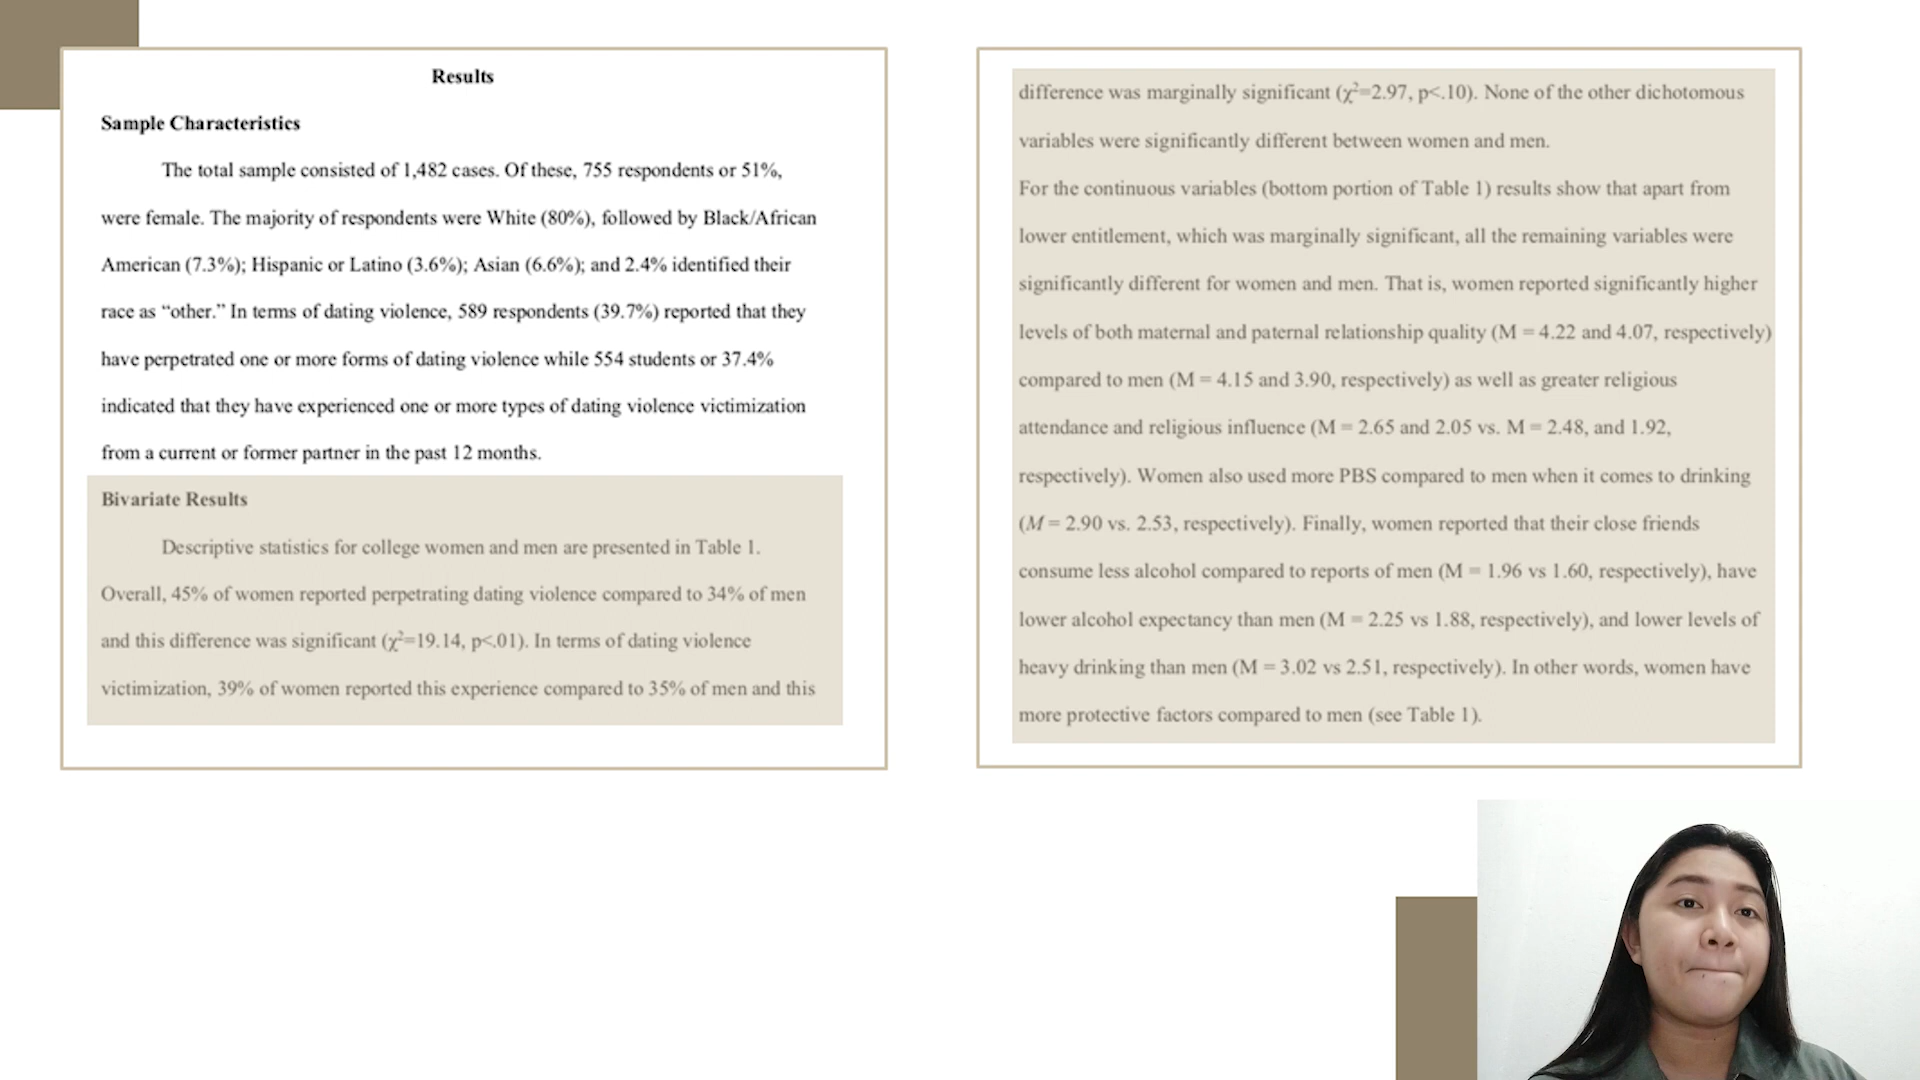 Results
Sample Characteristics
The total sample consisted of 1,482 cases. Of these, 755 respondents or 51%,
were female. The majority of respondents were White (80%), followed by Black/African
American (7.3%); Hispanic or Latino (3.6%); Asian (6.6%); and 2.4% identified their
race as “other.” In terms of dating violence, 589 respondents (39.7%) reported that they
have perpetrated one or more forms of dating violence while 554 students or 37.4%
indicated that they have experienced one or more types of dating violence victimization
from a current or former partner in the past 12 months.
Bivariate Results
Descriptive statistics for college women and men are presented in Table 1.
Overall, 45% of women reported perpetrating dating violence compared to 34% of men
and this difference was significant (χ²=19.14, p<.01). In terms of dating violence
victimization, 39% of women reported this experience compared to 35% of men and this
difference was marginally significant (χ²=2.97, p<.10). None of the other dichotomous
variables were significantly different between women and men.
For the continuous variables (bottom portion of Table 1) results show that apart from
lower entitlement, which was marginally significant, all the remaining variables were
significantly different for women and men. That is, women reported significantly higher
levels of both maternal and paternal relationship quality (M = 4.22 and 4.07, respectively)
compared to men (M = 4.15 and 3.90, respectively) as well as greater religious
attendance and religious influence (M = 2.65 and 2.05 vs. M = 2.48, and 1.92,
respectively). Women also used more PBS compared to men when it comes to drinking
(M = 2.90 vs. 2.53, respectively). Finally, women reported that their close friends
consume less alcohol compared to reports of men (M = 1.96 vs 1.60, respectively), have
lower alcohol expectancy than men (M = 2.25 vs 1.88, respectively), and lower levels of
heavy drinking than men (M = 3.02 vs 2.51, respectively). In other words, women have
more protective factors compared to men (see Table 1).